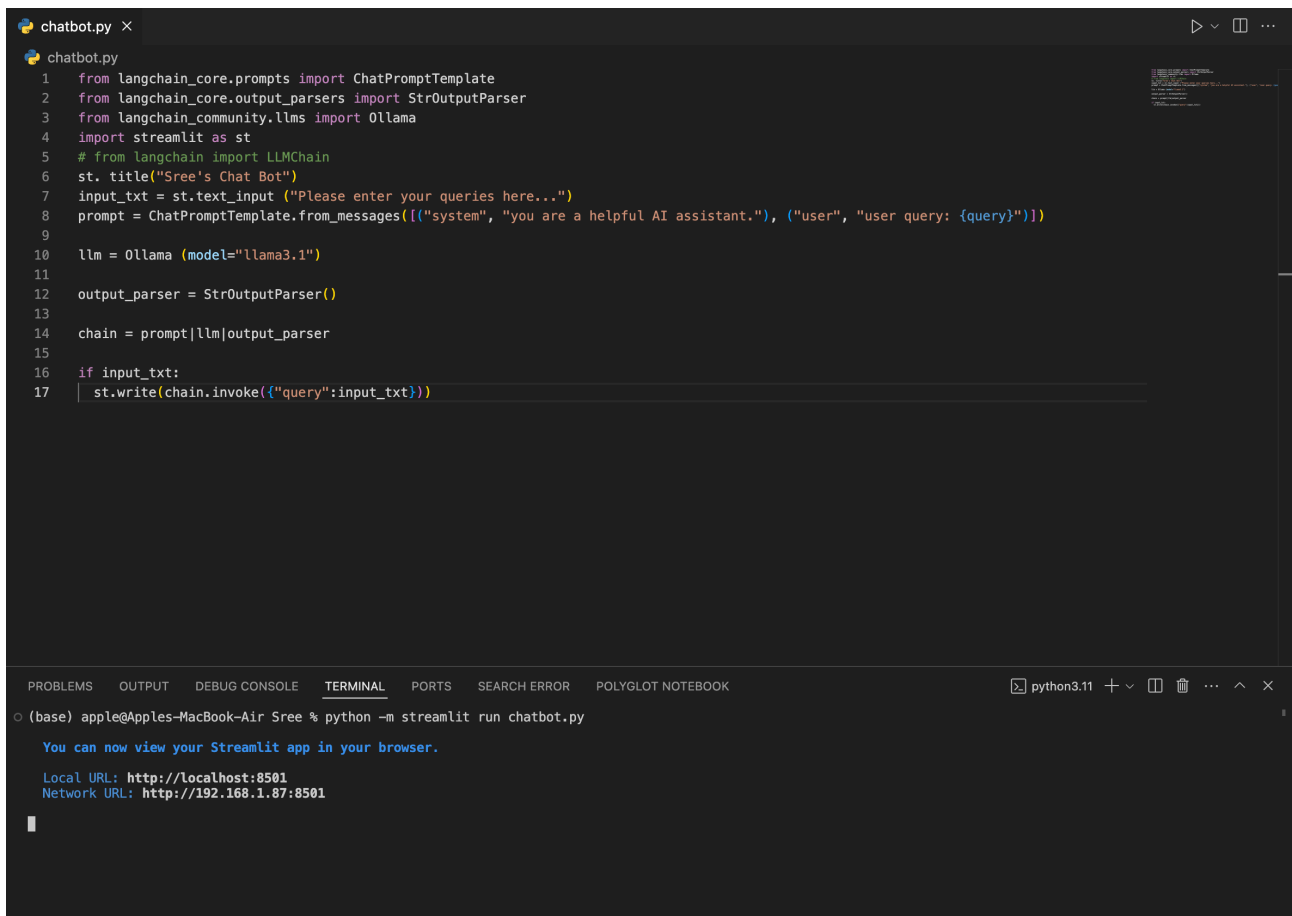 chatbot.py
chatbot.py
1 from langchain_core.prompts import ChatPromptTemplate
2 from langchain_core.output_parsers import StrOutputParser
3 from langchain_community.llms import Ollama
4 import streamlit as st
5 # from langchain import LLMChain
6 st. title("Sree's Chat Bot")
7 input_txt = st.text_input ("Please enter your queries here...")
8 prompt = ChatPromptTemplate.from_messages([("system", "you are a helpful AI assistant."), ("user", "user query: {query}")])
9
10 llm = Ollama (model="llama3.1")
11
12 output_parser = StrOutputParser()
13
14 chain = prompt|llm|output_parser
15
16 if input_txt:
17 st.write(chain.invoke({"query":input_txt}))
PROBLEMS OUTPUT DEBUG CONSOLE TERMINAL PORTS SEARCH ERROR POLYGLOT NOTEBOOK python3.11
(base) apple@Apples-MacBook-Air Sree % python -m streamlit run chatbot.py
You can now view your Streamlit app in your browser.
Local URL: http://localhost:8501
Network URL: http://192.168.1.87:8501